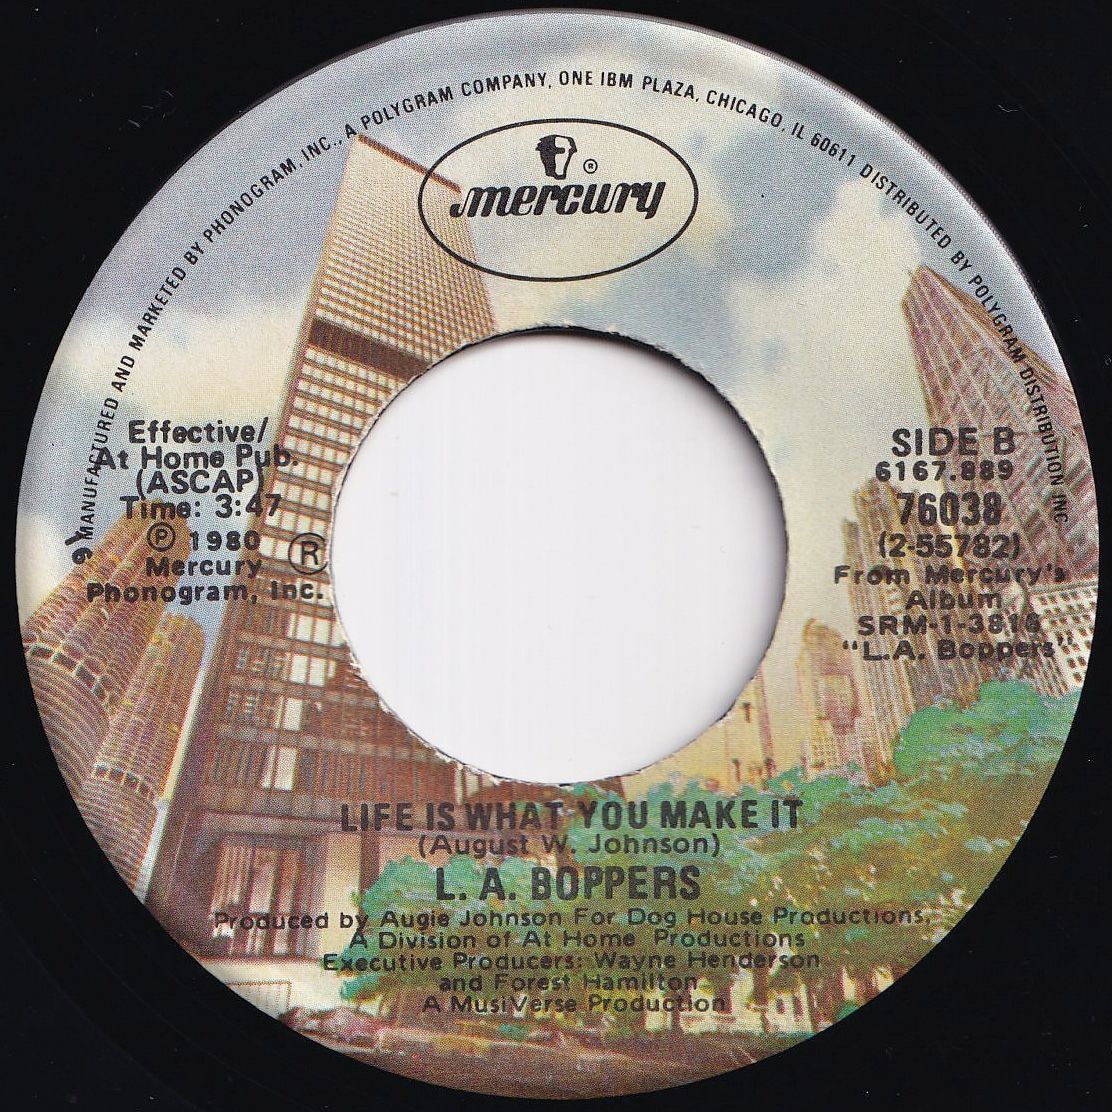 MANUFACTURED AND MARKETED BY PHONOGRAM, INC., A POLYGRAM COMPANY, ONE IBM PLAZA, CHICAGO, IL 60611 DISTRIBUTED BY POLYGRAM DISTRIBUTION INC
®
mercury
Effective/
At Home Pub.
(ASCAP)
Time: 3:47
℗ 1980
Mercury
Phonogram, Inc.
®
SIDE B
6167.889
76038
(2-55782)
From Mercury's
Album
SRM-1-3816
"L.A. Boppers"
LIFE IS WHAT YOU MAKE IT
(August W. Johnson)
L. A. BOPPERS
Produced by Augie Johnson For Dog House Productions,
A Division of At Home Productions
Executive Producers: Wayne Henderson
and Forest Hamilton
A MusiVerse Production